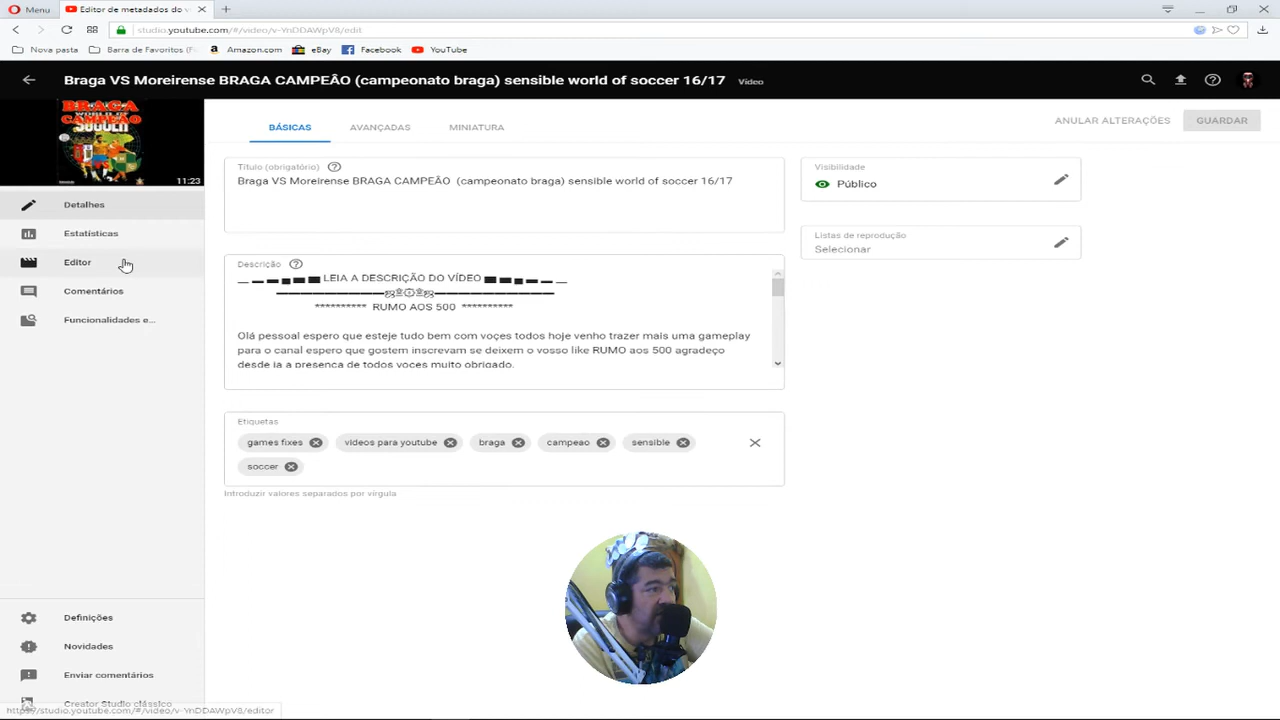 Menu
Editor de metadados do v
studio.youtube.com/#/video/v-YnDDAWpV8/edit
Nova pasta
Barra de Favoritos (F
Amazon.com
eBay
Facebook
YouTube
Braga VS Moreirense BRAGA CAMPEÂO (campeonato braga) sensible world of soccer 16/17
Vídeo
BRAGA
WORLD OF
CAMPEÃO
SOCCER
11:23
BÁSICAS
AVANÇADAS
MINIATURA
ANULAR ALTERAÇÕES
GUARDAR
Título (obrigatório)
Braga VS Moreirense BRAGA CAMPEÂO (campeonato braga) sensible world of soccer 16/17
Visibilidade
Público
Detalhes
Estatísticas
Editor
Comentários
Funcionalidades e...
Listas de reprodução
Selecionar
Descrição
LEIA A DESCRIÇÃO DO VÍDEO
********** RUMO AOS 500 **********
Olá pessoal espero que esteje tudo bem com voçes todos hoje venho trazer mais uma gameplay
para o canal espero que gostem inscrevam se deixem o vosso like RUMO aos 500 agradeço
desde ja a presença de todos voces muito obrigado.
Etiquetas
games fixes
videos para youtube
braga
campeao
sensible
soccer
Introduzir valores separados por vírgula
Definições
Novidades
Enviar comentários
Creator Studio clássico
https://studio.youtube.com/#/video/v-YnDDAWpV8/editor